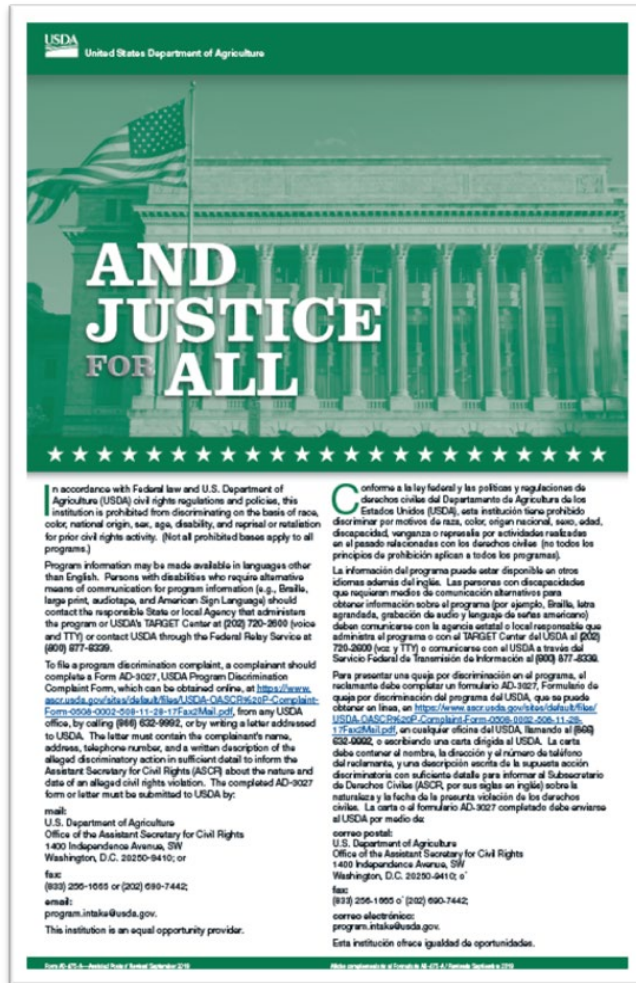 USDA
United States Department of Agriculture
AND
JUSTICE
FOR ALL
In accordance with Federal law and U.S. Department of
Agriculture (USDA) civil rights regulations and policies, this
institution is prohibited from discriminating on the basis of race,
color, national origin, sex, age, disability, and reprisal or retaliation
for prior civil rights activity. (Not all prohibited bases apply to all
programs.)
Program information may be made available in languages other
than English. Persons with disabilities who require alternative
means of communication for program information (e.g., Braille,
large print, audiotape, and American Sign Language) should
contact the responsible State or local Agency that administers
the program or USDA's TARGET Center at (202) 720-2600 (voice
and TTY) or contact USDA through the Federal Relay Service at
(800) 877-8339.
To file a program discrimination complaint, a complainant should
complete a Form AD-3027, USDA Program Discrimination
Complaint Form, which can be obtained online, at https://www.
ascr.usda.gov/sites/default/files/USDA-OASCR%20P-Complaint-
Form-0508-0002-508-11-28-17Fax2Mail.pdf, from any USDA
office, by calling (866) 632-9992, or by writing a letter addressed
to USDA. The letter must contain the complainant's name,
address, telephone number, and a written description of the
alleged discriminatory action in sufficient detail to inform the
Assistant Secretary for Civil Rights (ASCR) about the nature and
date of an alleged civil rights violation. The completed AD-3027
form or letter must be submitted to USDA by:
mail:
U.S. Department of Agriculture
Office of the Assistant Secretary for Civil Rights
1400 Independence Avenue, SW
Washington, D.C. 20250-9410; or
fax:
(833) 256-1665 or (202) 690-7442;
email:
program.intake@usda.gov.
This institution is an equal opportunity provider.
Conforme a la ley federal y las políticas y regulaciones de
derechos civiles del Departamento de Agricultura de los
Estados Unidos (USDA), esta institución tiene prohibido
discriminar por motivos de raza, color, origen nacional, sexo, edad,
discapacidad, venganza o represalia por actividades realizadas
en el pasado relacionadas con los derechos civiles (no todos los
principios de prohibición aplican a todos los programas).
La información del programa puede estar disponible en otros
idiomas además del inglés. Las personas con discapacidades
que requieran medios de comunicación alternativos para
obtener información sobre el programa (por ejemplo, Braille, letra
agrandada, grabación de audio y lenguaje de señas americano)
deben comunicarse con la agencia estatal o local responsable que
administra el programa o con el TARGET Center del USDA al (202)
720-2600 (voz y TTY) o comunicarse con el USDA a través del
Servicio Federal de Transmisión de Información al (800) 877-8339.
Para presentar una queja por discriminación en el programa, el
reclamante debe completar un formulario AD-3027, Formulario de
queja por discriminación del programa del USDA, que se puede
obtener en línea, en https://www.ascr.usda.gov/sites/default/files/
USDA-OASCR%20P-Complaint-Form-0508-0002-508-11-28-
17Fax2Mail.pdf, en cualquier oficina del USDA, llamando al (866)
632-9992, o escribiendo una carta dirigida al USDA. La carta
debe contener el nombre, la dirección y el número de teléfono
del reclamante, y una descripción escrita de la supuesta acción
discriminatoria con suficiente detalle para informar al Subsecretario
de Derechos Civiles (ASCR, por sus siglas en inglés) sobre la
naturaleza y la fecha de la presunta violación de los derechos
civiles. La carta o el formulario AD-3027 completado debe enviarse
al USDA por medio de:
correo postal:
U.S. Department of Agriculture
Office of the Assistant Secretary for Civil Rights
1400 Independence Avenue, SW
Washington, D.C. 20250-9410; o'
fax:
(833) 256-1665 o' (202) 690-7442;
correo electrónico:
program.intake@usda.gov.
Esta institución ofrece igualdad de oportunidades.